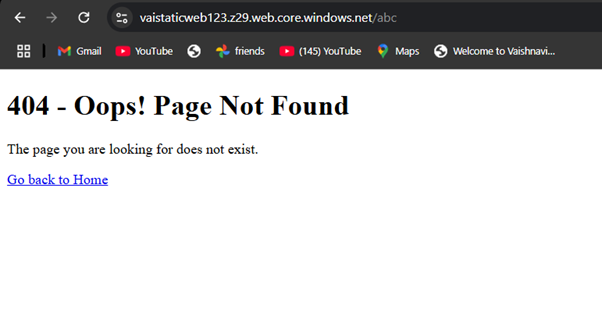 vaistaticweb123.z29.web.core.windows.net/abc
Gmail YouTube friends (145) YouTube Maps Welcome to Vaishnavi...
404 - Oops! Page Not Found
The page you are looking for does not exist.
Go back to Home